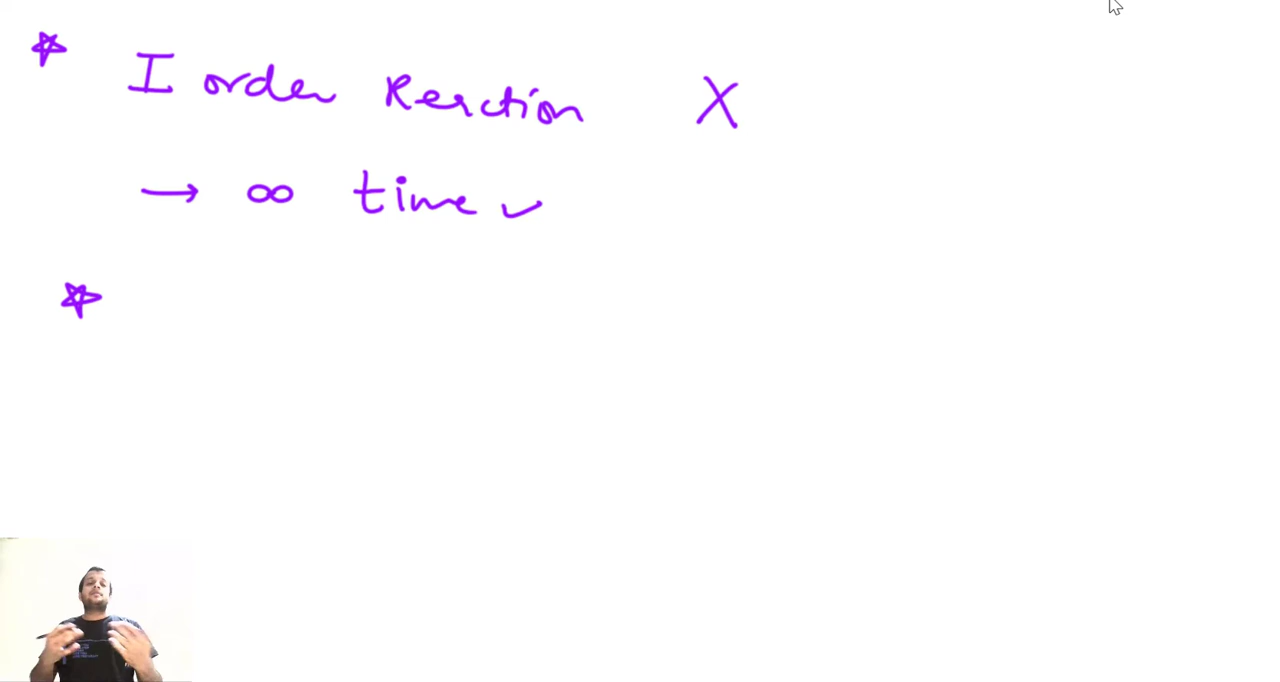 I order Reaction X
→ ∞ time ✓